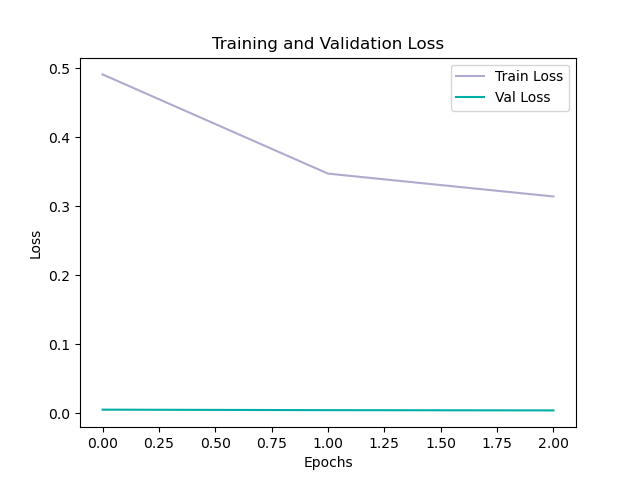 Training and Validation Loss
Train Loss
Val Loss
0.5
0.4
0.3
0.2
0.1
0.0
Loss
0.00 0.25 0.50 0.75 1.00 1.25 1.50 1.75 2.00
Epochs